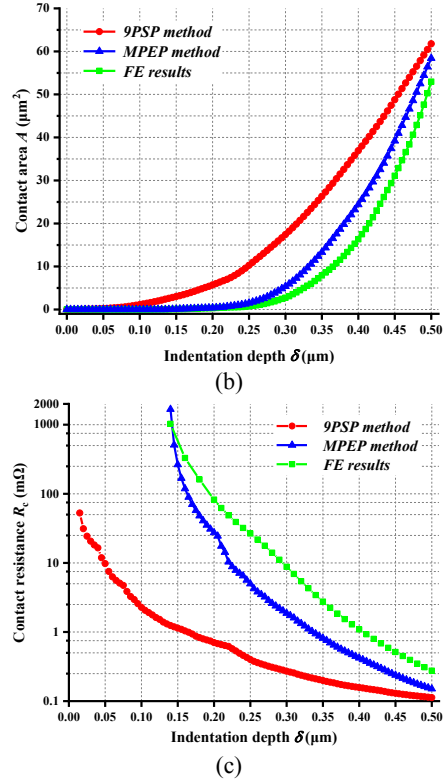 70
60
50
40
30
20
10
0
Contact area A (μm²)
9PSP method
MPEP method
FE results
0.00 0.05 0.10 0.15 0.20 0.25 0.30 0.35 0.40 0.45 0.50
Indentation depth δ (μm)
(b)
2000
1000
100
10
1
0.1
Contact resistance Rc (mΩ)
9PSP method
MPEP method
FE results
0.00 0.05 0.10 0.15 0.20 0.25 0.30 0.35 0.40 0.45 0.50
Indentation depth δ (μm)
(c)